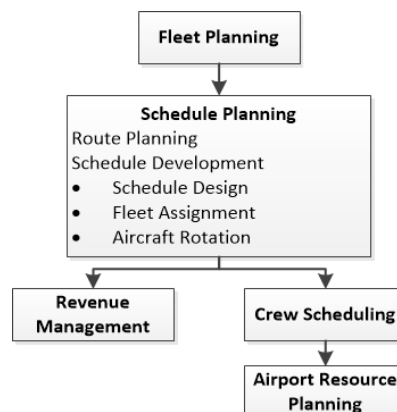 Fleet Planning
Schedule Planning
Route Planning
Schedule Development
• Schedule Design
• Fleet Assignment
• Aircraft Rotation
Revenue
Management
Crew Scheduling
Airport Resource
Planning